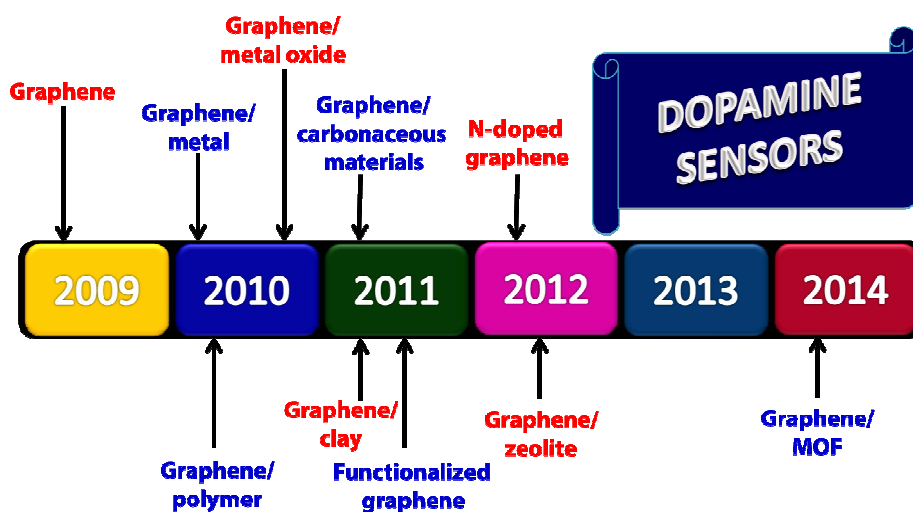 Graphene/
metal oxide
Graphene
Graphene/
metal
Graphene/
carbonaceous
materials
N-doped
graphene
DOPAMINE
SENSORS
2009
2010
2011
2012
2013
2014
Graphene/
polymer
Graphene/
clay
Functionalized
graphene
Graphene/
zeolite
Graphene/
MOF